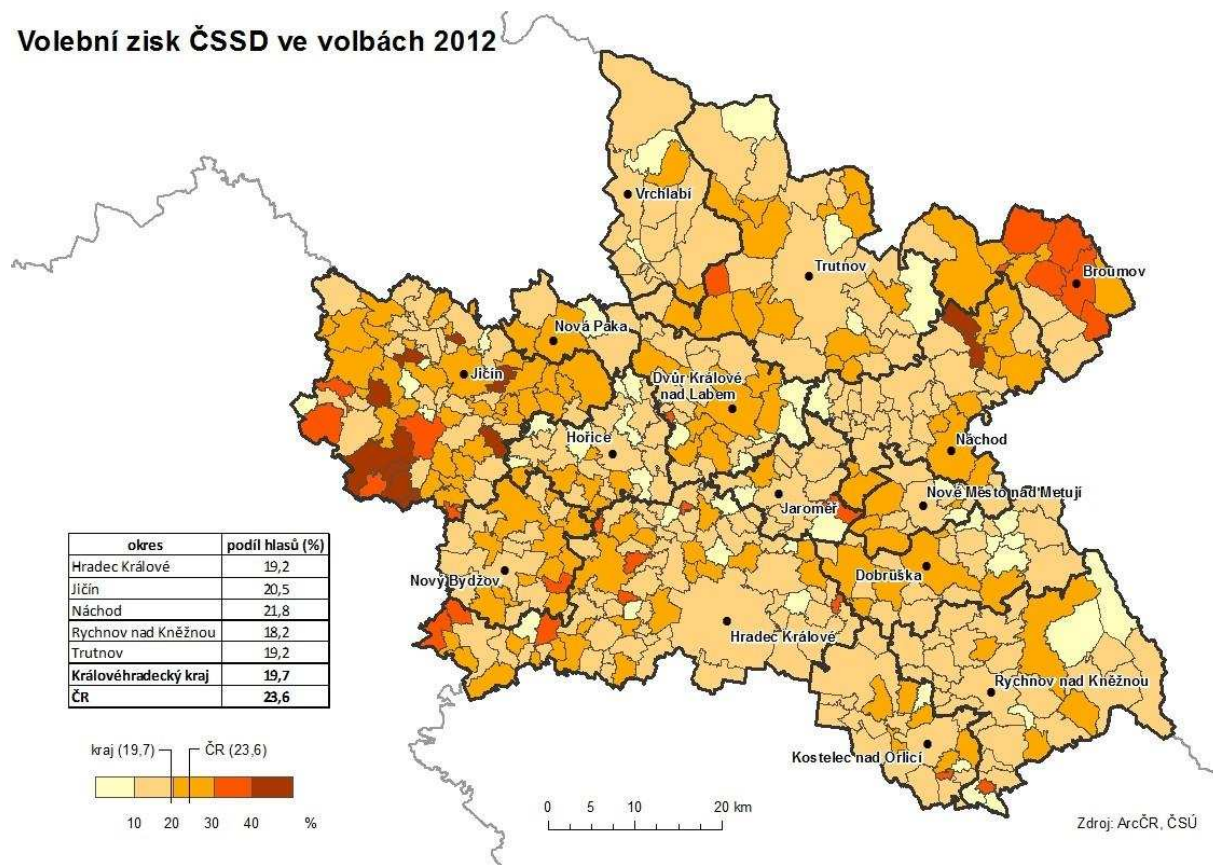 Volební zisk ČSSD ve volbách 2012
Vrchlabí
Trutnov
Broumov
Nová Paka
Jičín
Dvůr Králové
nad Labem
Hořice
Náchod
Jaroměř
Nové Město nad Metují
Nový Bydžov
Dobruška
Hradec Králové
Rychnov nad Kněžnou
Kostelec nad Orlicí
okres podíl hlasů (%)
Hradec Králové 19,2
Jičín 20,5
Náchod 21,8
Rychnov nad Kněžnou 18,2
Trutnov 19,2
Královéhradecký kraj 19,7
ČR 23,6
kraj (19,7) ČR (23,6)
10 20 30 40 %
0 5 10 20 km
Zdroj: ArcČR, ČSÚ